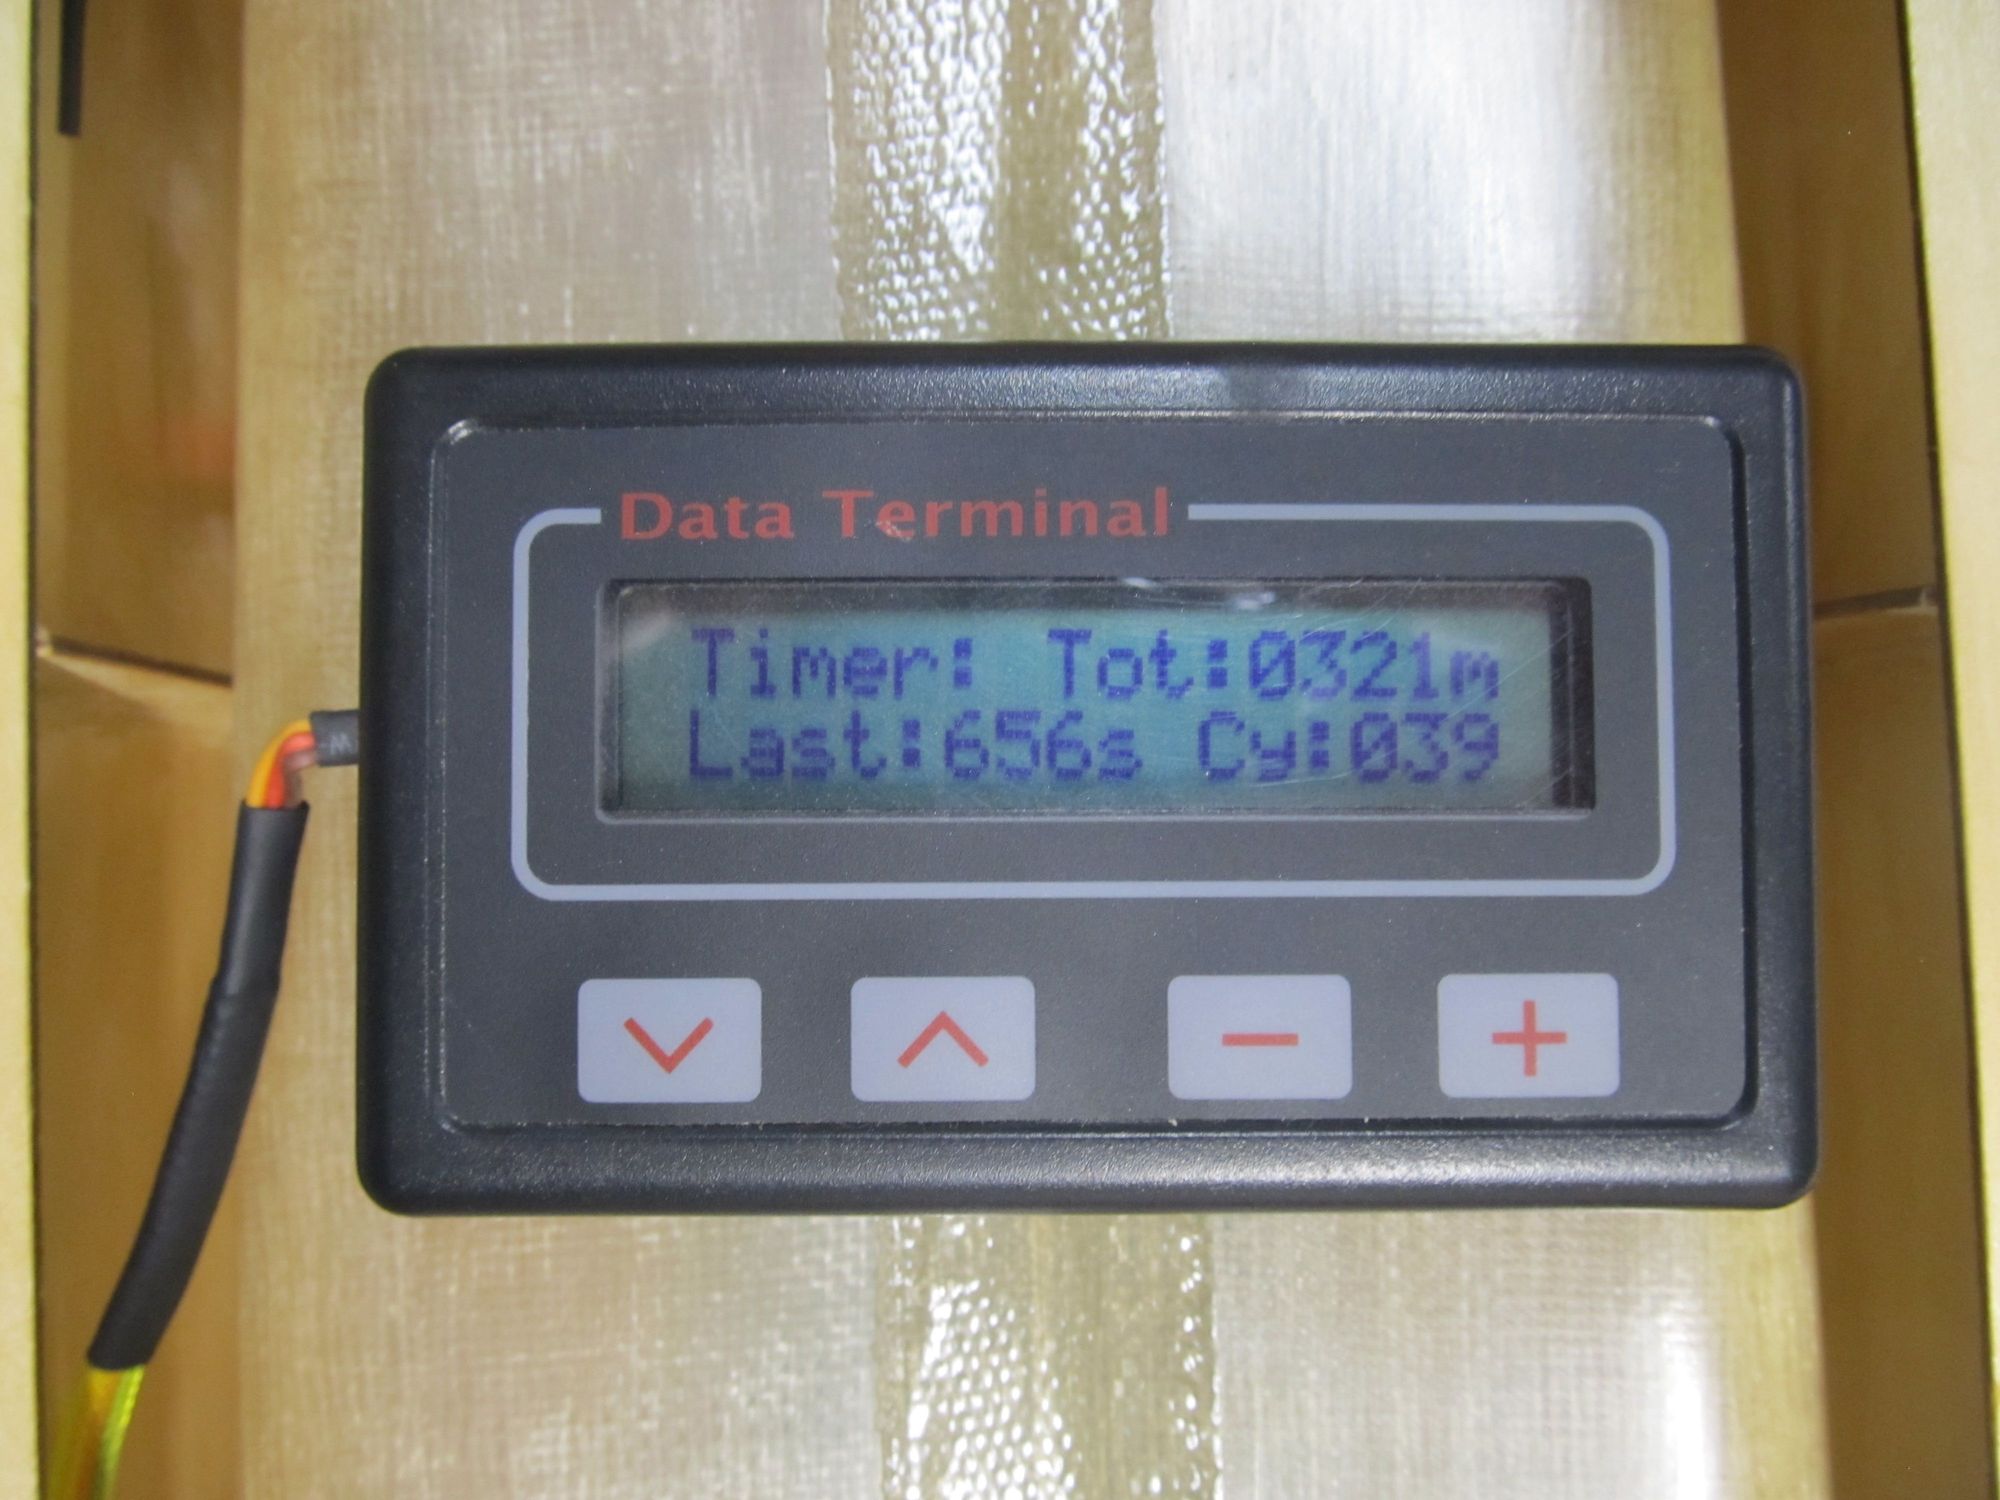 Data Terminal
Timer: Tot:0321m
Last:656s Cy:039